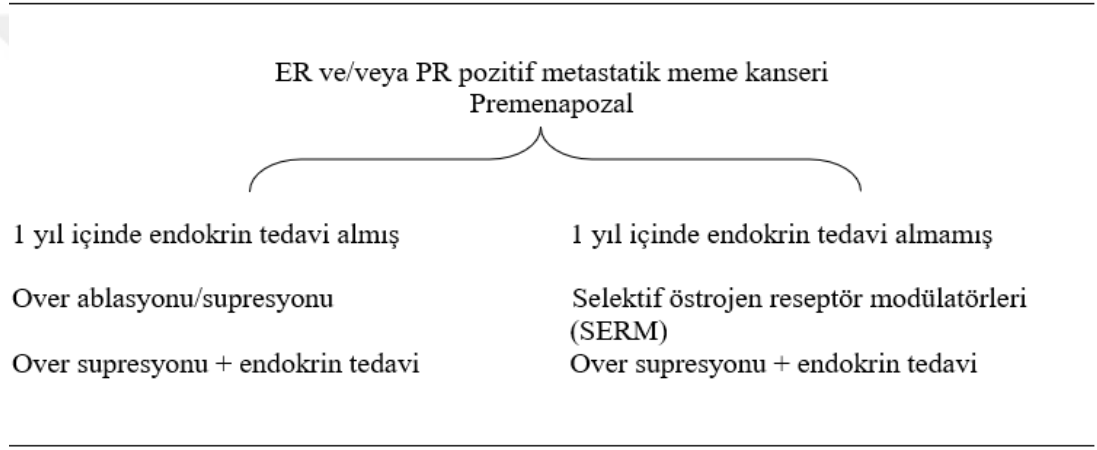 ER ve/veya PR pozitif metastatik meme kanseri
Premenapozal
1 yıl içinde endokrin tedavi almış
Over ablasyonu/supresyonu
Over supresyonu + endokrin tedavi
1 yıl içinde endokrin tedavi almamış
Selektif östrojen reseptör modülatörleri
(SERM)
Over supresyonu + endokrin tedavi